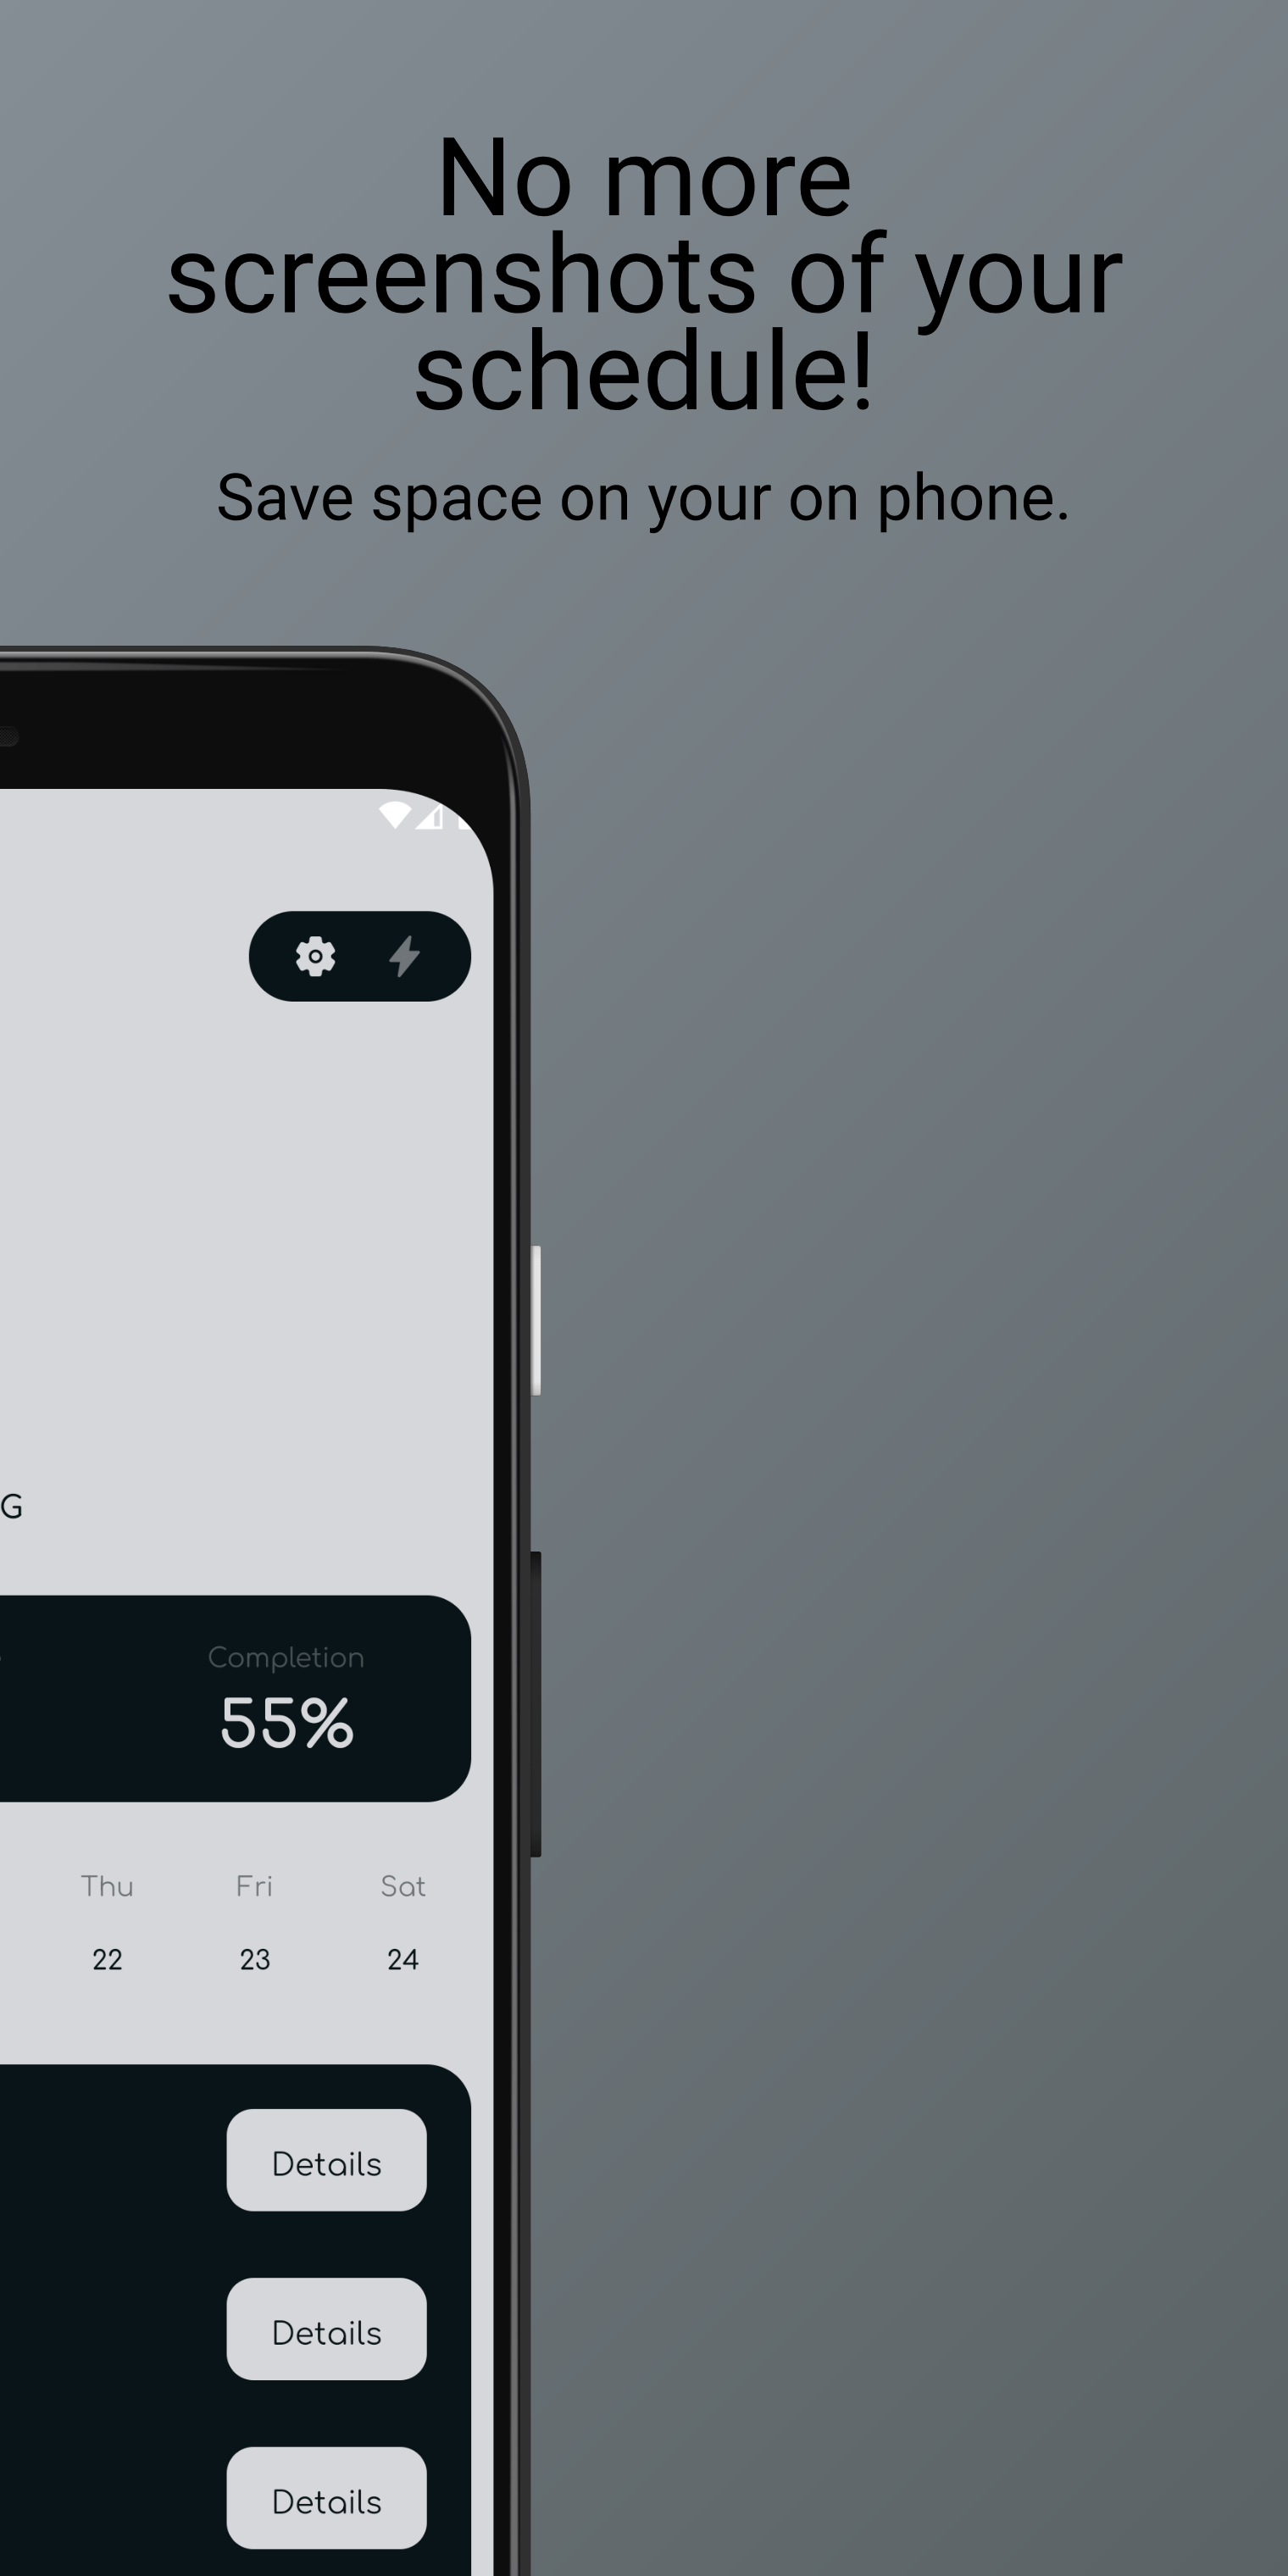 No more
screenshots of your
schedule!
Save space on your on phone.
G
Completion
55%
Thu Fri Sat
22 23 24
Details
Details
Details